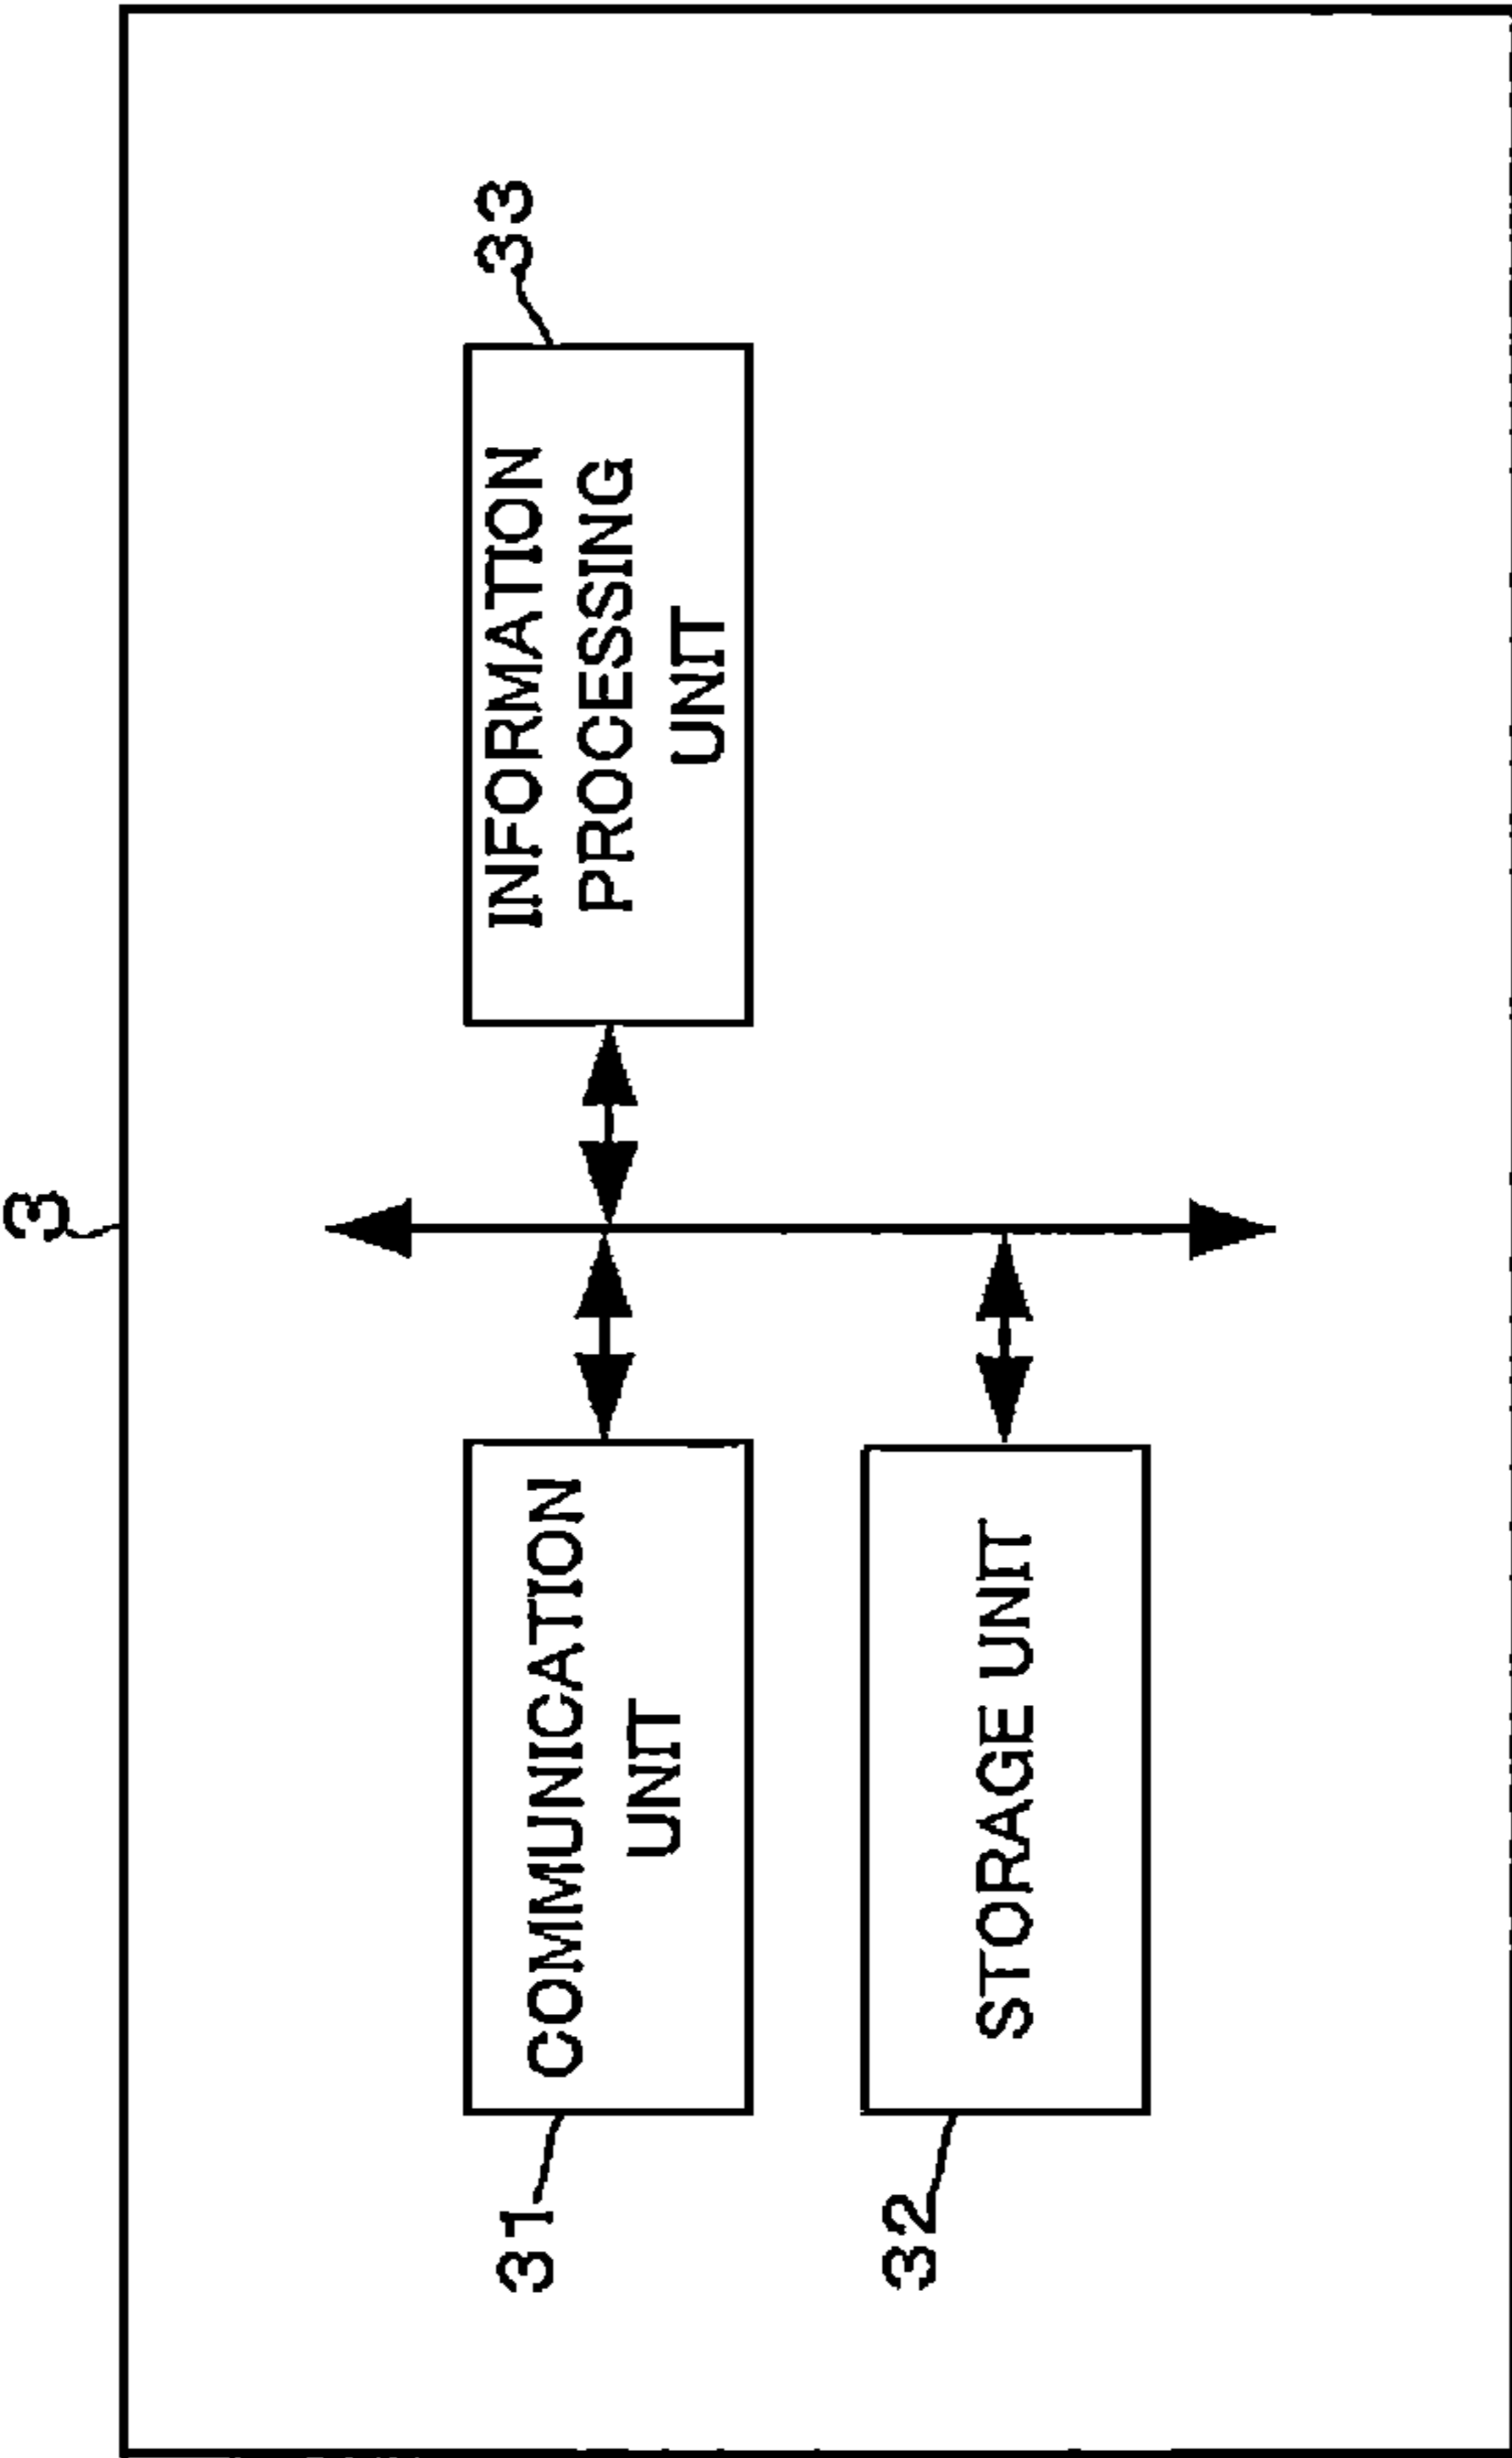 3
31
COMMUNICATION
UNIT
INFORMATION
PROCESSING
UNIT
33
32
STORAGE UNIT